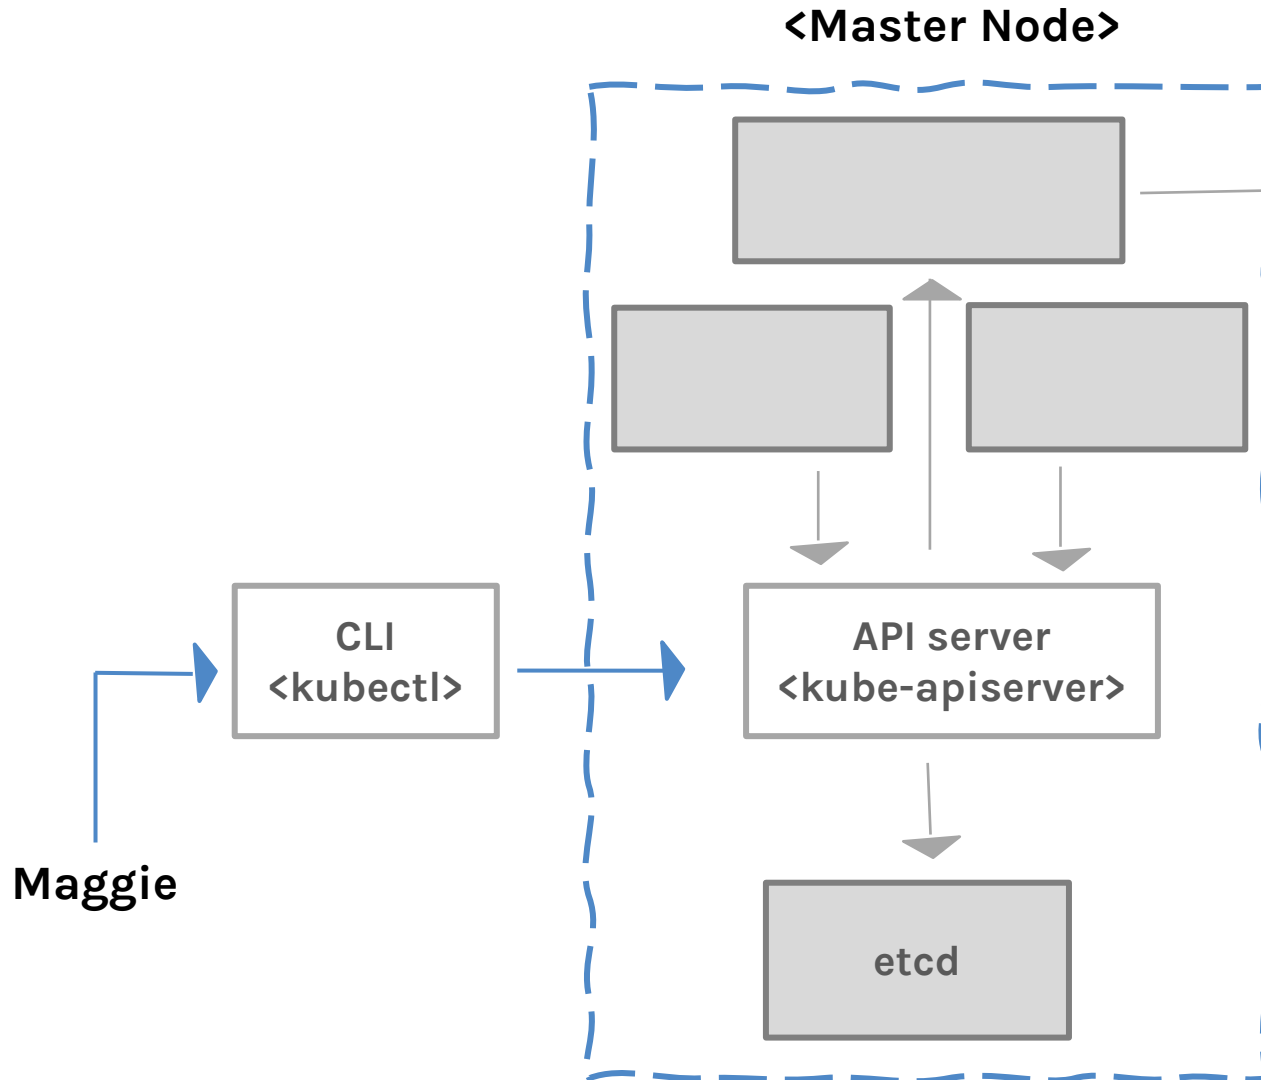 <Master Node>
CLI
<kubectl>
API server
<kube-apiserver>
Maggie
etcd